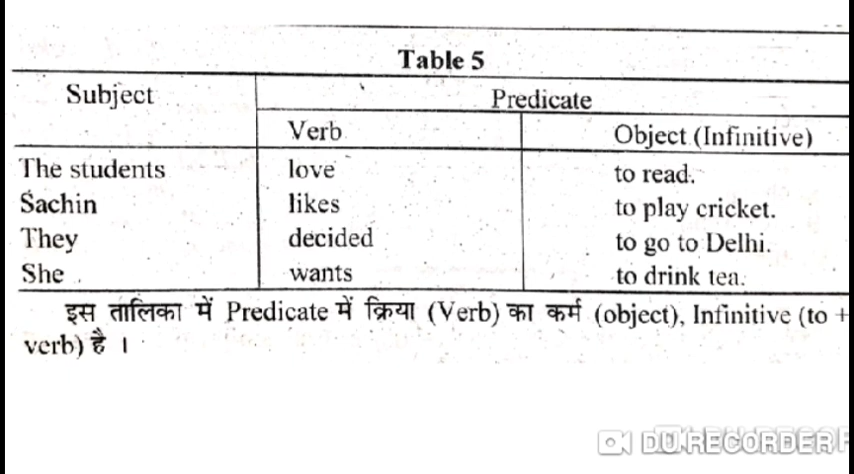 Table 5
Subject Predicate
Verb Object (Infinitive)
The students love to read.
Sachin likes to play cricket.
They decided to go to Delhi.
She wants to drink tea.
इस तालिका में Predicate में क्रिया (Verb) का कर्म (object), Infinitive (to +
verb) है ।
DU RECORDER